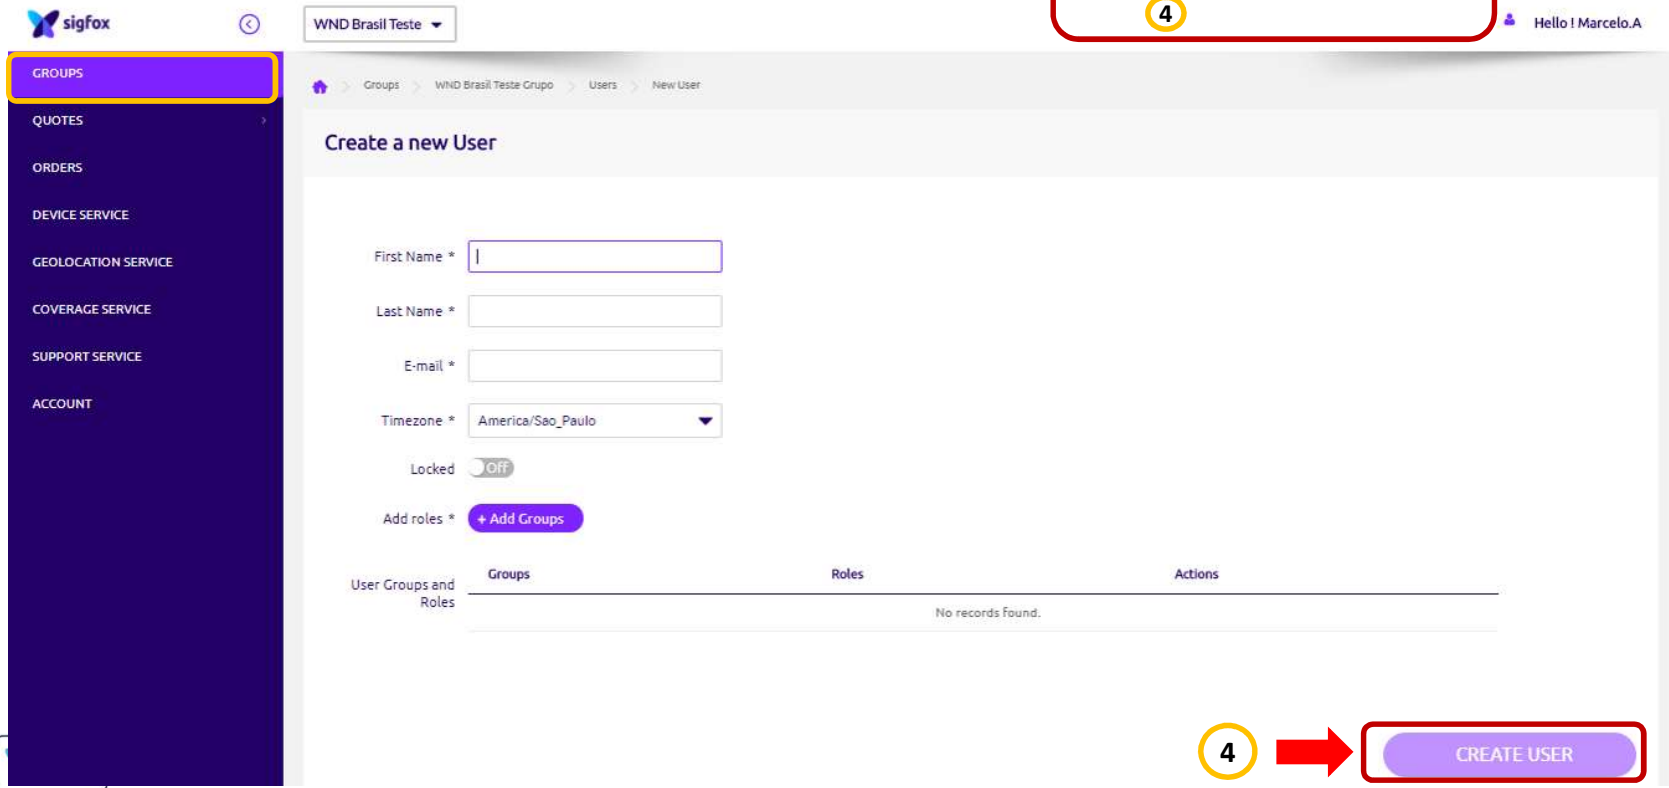 sigfox
WND Brasil Teste
4
Hello ! Marcelo.A
GROUPS
QUOTES
ORDERS
DEVICE SERVICE
GEOLOCATION SERVICE
COVERAGE SERVICE
SUPPORT SERVICE
ACCOUNT
Groups > WND Brasil Teste Grupo > Users > New User
Create a new User
First Name *
Last Name *
E-mail *
Timezone * America/Sao_Paulo
Locked Off
Add roles * + Add Groups
User Groups and Roles
Groups Roles Actions
No records found.
4
CREATE USER